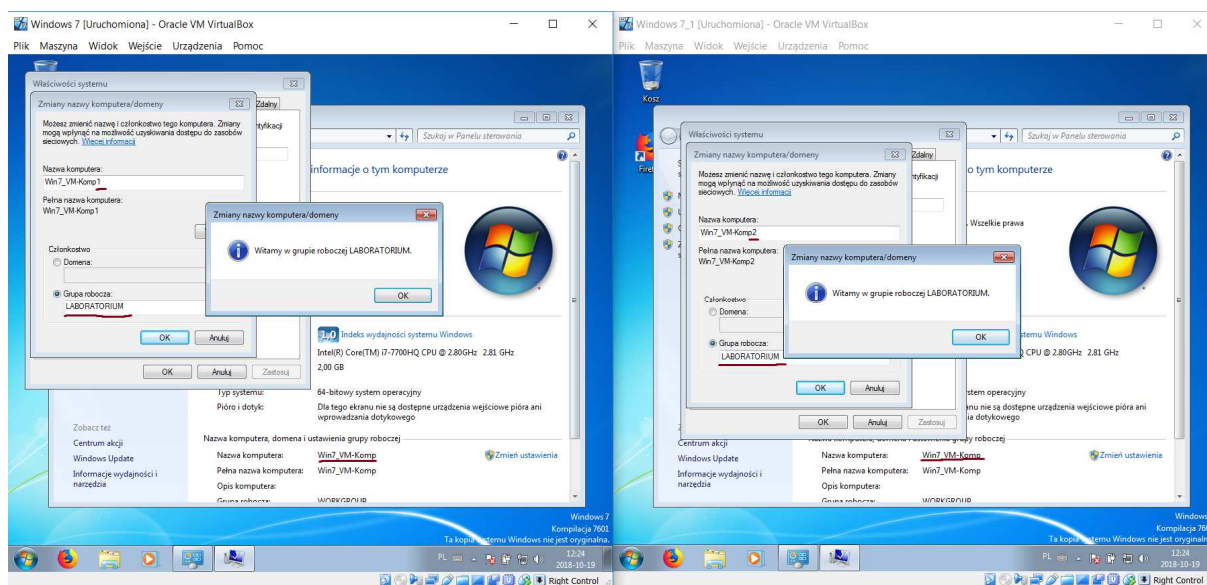 Windows 7 [Uruchomiona] - Oracle VM VirtualBox
Plik Maszyna Widok Wejście Urządzenia Pomoc
Właściwości systemu
Zmiany nazwy komputera/domeny
Zdalny
Możesz zmienić nazwę i członkostwo tego komputera. Zmiany
mogą wpłynąć na możliwość uzyskiwania dostępu do zasobów
sieciowych. Więcej informacji
Nazwa komputera:
Win7_VM-Komp1
Pełna nazwa komputera:
Win7_VM-Komp1
Członkostwo
Domena:
Grupa robocza:
LABORATORIUM
OK Anuluj
OK Anuluj Zastosuj
Zmiany nazwy komputera/domeny
Witamy w grupie roboczej LABORATORIUM.
OK
Szukaj w Panelu sterowania
informacje o tym komputerze
1,0 Indeks wydajności systemu Windows
Intel(R) Core(TM) i7-7700HQ CPU @ 2.80GHz 2.81 GHz
2,00 GB
Typ systemu: 64-bitowy system operacyjny
Pióro i dotyk: Dla tego ekranu nie są dostępne urządzenia wejściowe pióra ani
wprowadzania dotykowego
Zobacz też
Centrum akcji
Windows Update
Informacje wydajności i
narzędzia
Nazwa komputera, domena i ustawienia grupy roboczej
Nazwa komputera: Win7_VM-Komp Zmień ustawienia
Pełna nazwa komputera: Win7_VM-Komp
Opis komputera:
Grupa robocza: WORKGROUP
Windows 7
Kompilacja 7601
Ta kopia systemu Windows nie jest oryginalna.
PL
12:24
2018-10-19
Right Control
Windows 7_1 [Uruchomiona] - Oracle VM VirtualBox
Plik Maszyna Widok Wejście Urządzenia Pomoc
Kosz
Właściwości systemu
Zmiany nazwy komputera/domeny
Zdalny
Możesz zmienić nazwę i członkostwo tego komputera. Zmiany
mogą wpłynąć na możliwość uzyskiwania dostępu do zasobów
sieciowych. Więcej informacji
Nazwa komputera:
Win7_VM-Komp2
Pełna nazwa komputera:
Win7_VM-Komp2
Członkostwo
Domena:
Grupa robocza:
LABORATORIUM
OK Anuluj
OK Anuluj Zastosuj
Zmiany nazwy komputera/domeny
Witamy w grupie roboczej LABORATORIUM.
OK
Szukaj w Panelu sterowania
o tym komputerze
Wszelkie prawa
stemu Windows
CPU @ 2.80GHz 2.81 GHz
stem operacyjny
anu nie są dostępne urządzenia wejściowe pióra ani
ia dotykowego
Centrum akcji
Windows Update
Informacje wydajności i
narzędzia
Nazwa komputera, domena i ustawienia grupy roboczej
Nazwa komputera: Win7_VM-Komp Zmień ustawienia
Pełna nazwa komputera: Win7_VM-Komp
Opis komputera:
Grupa robocza: WORKGROUP
Windows
Kompilacja 760
Ta kopia systemu Windows nie jest oryginaln
PL
12:24
2018-10-19
Right Control